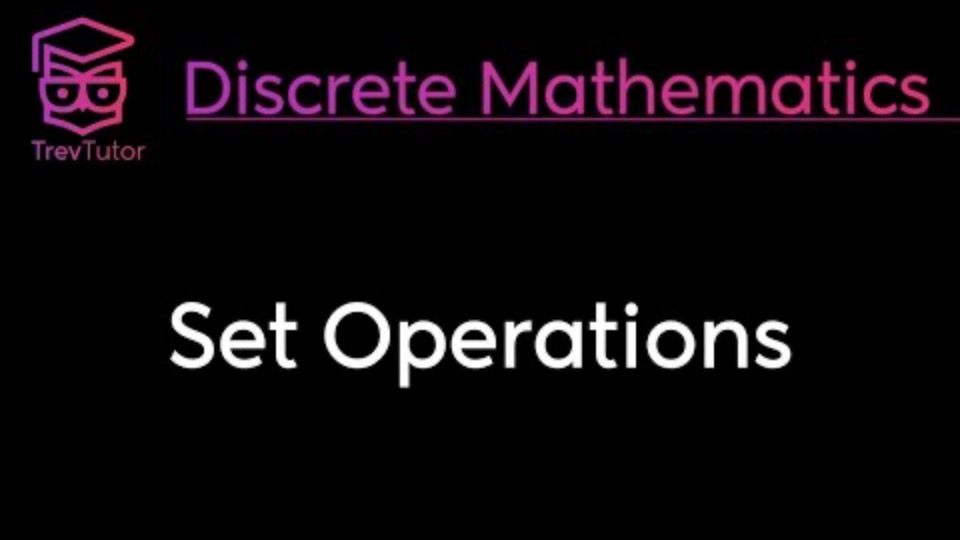 Discrete Mathematics
TrevTutor
Set Operations